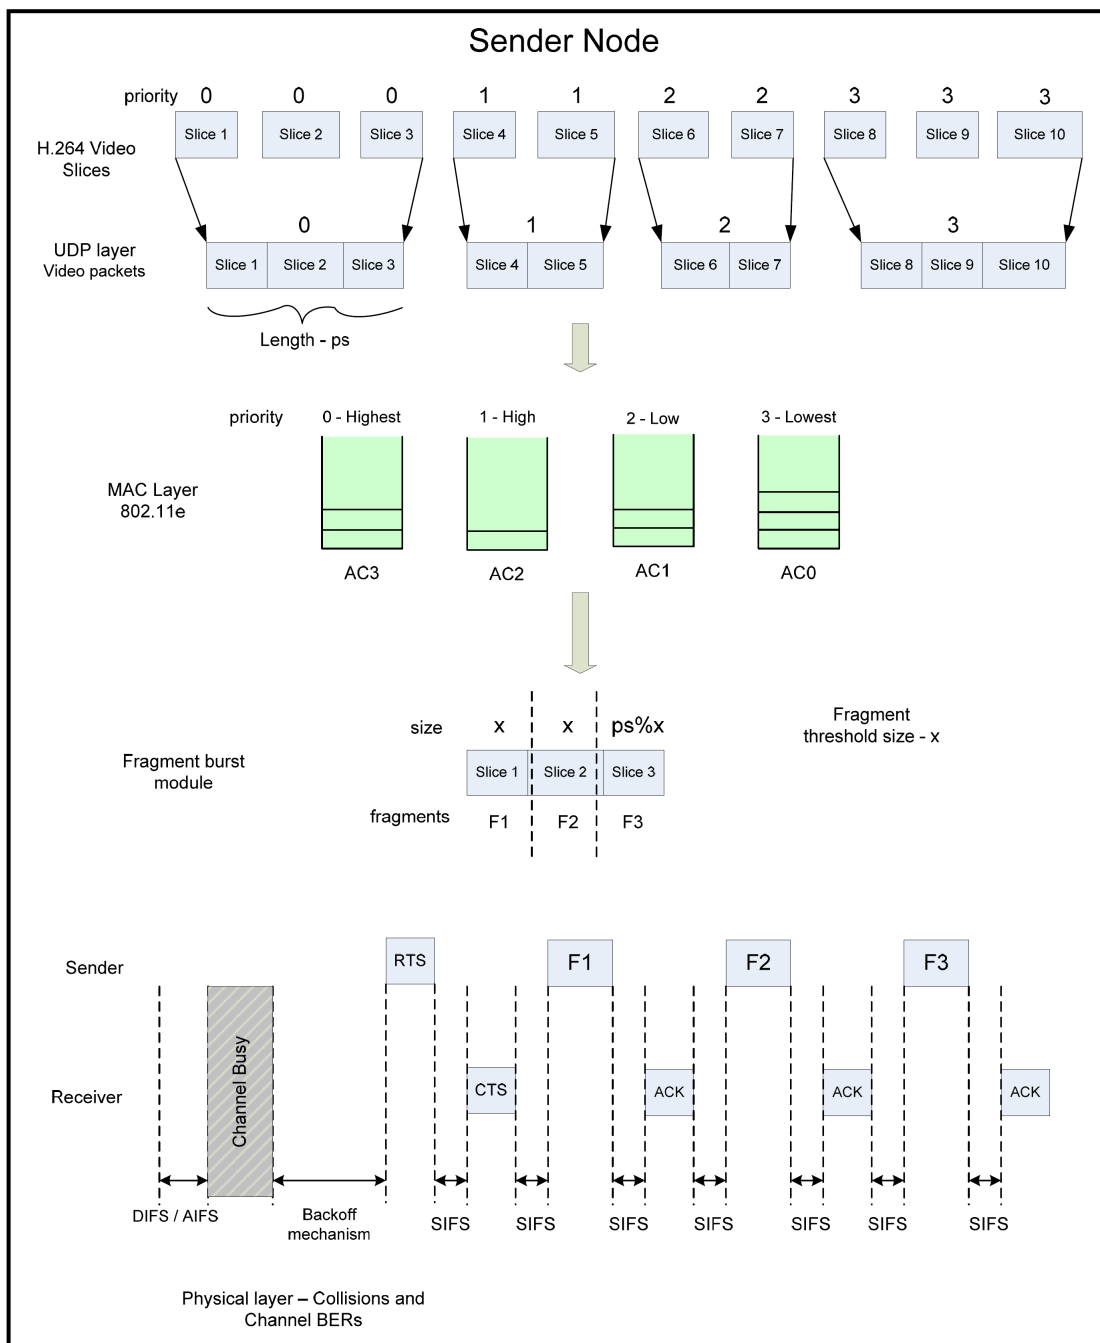 Sender Node
priority 0 0 0 1 1 2 2 3 3 3
H.264 Video
Slices
Slice 1 Slice 2 Slice 3 Slice 4 Slice 5 Slice 6 Slice 7 Slice 8 Slice 9 Slice 10
0 1 2 3
UDP layer
Video packets
Slice 1 Slice 2 Slice 3 Slice 4 Slice 5 Slice 6 Slice 7 Slice 8 Slice 9 Slice 10
Length - ps
priority 0 - Highest 1 - High 2 - Low 3 - Lowest
MAC Layer
802.11e
AC3 AC2 AC1 AC0
size x x ps%x
Fragment
threshold size - x
Fragment burst
module
Slice 1 Slice 2 Slice 3
fragments F1 F2 F3
Sender RTS F1 F2 F3
Channel Busy
Receiver CTS ACK ACK ACK
DIFS / AIFS
Backoff
mechanism
SIFS SIFS SIFS SIFS SIFS SIFS SIFS
Physical layer – Collisions and
Channel BERs